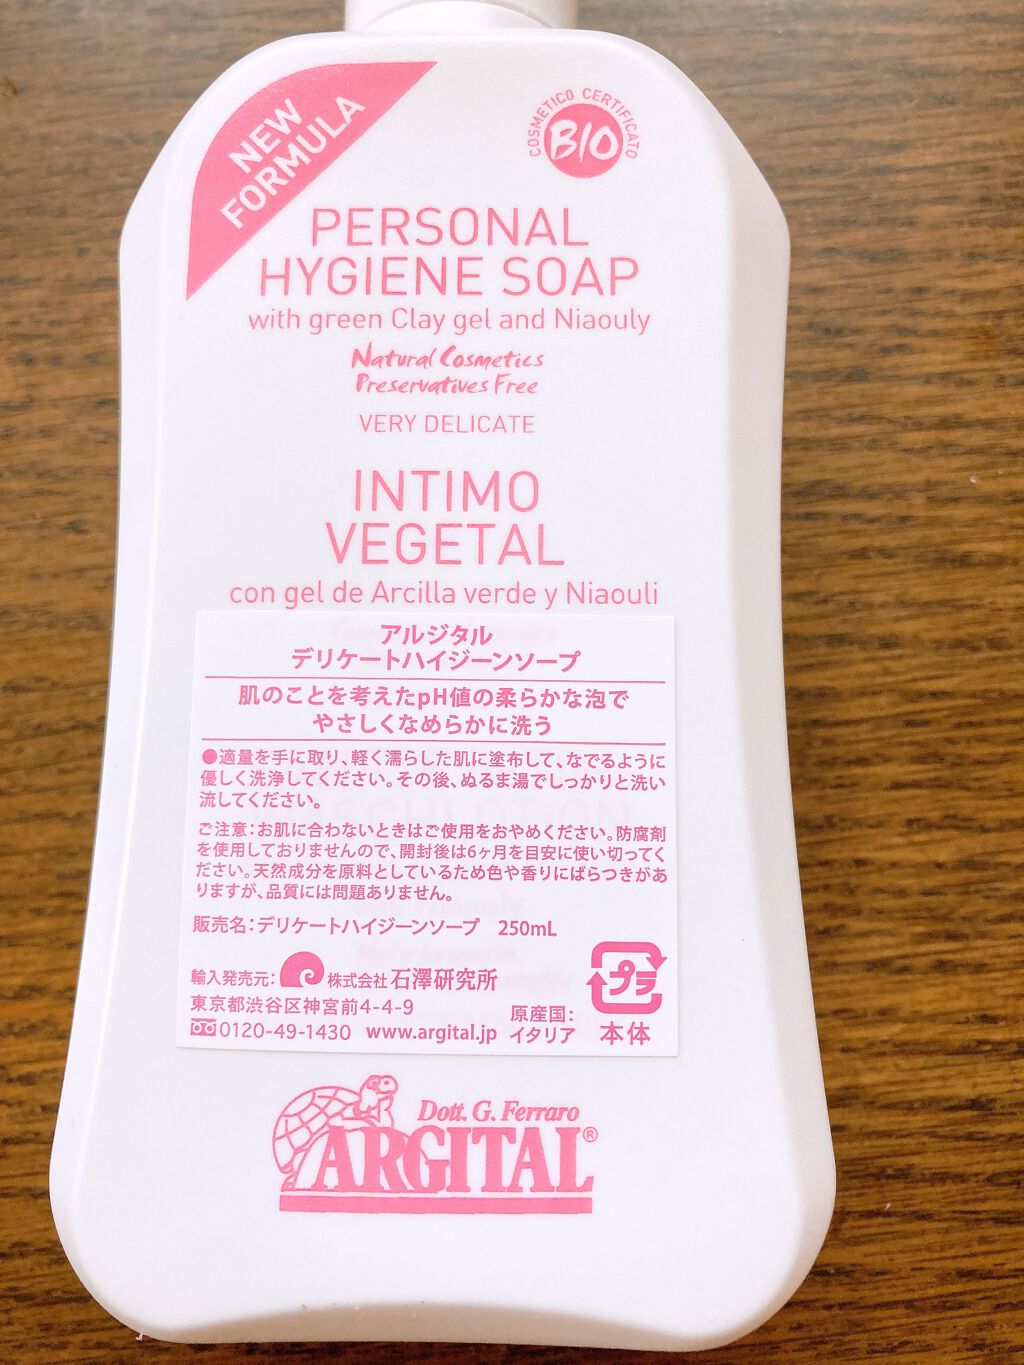 NEW
FORMULA
COSMETICO CERTIFICATO
BIO
PERSONAL
HYGIENE SOAP
with green Clay gel and Niaouly
Natural Cosmetics
Preservatives Free
VERY DELICATE
INTIMO
VEGETAL
con gel de Arcilla verde y Niaouli
アルジタル
デリケートハイジーンソープ
肌のことを考えたpH値の柔らかな泡で
やさしくなめらかに洗う
●適量を手に取り、軽く濡らした肌に塗布して、なでるように
優しく洗浄してください。その後、ぬるま湯でしっかりと洗い
流してください。
ご注意：お肌に合わないときはご使用をおやめください。防腐剤
を使用しておりませんので、開封後は6ヶ月を目安に使い切ってく
ださい。天然成分を原料としているため色や香りにばらつきがあ
りますが、品質には問題ありません。
販売名：デリケートハイジーンソープ 250mL
輸入発売元： 株式会社 石澤研究所
東京都渋谷区神宮前4-4-9
0120-49-1430 www.argital.jp
原産国：
イタリア
プラ
本体
Dott. G. Ferraro
ARGITAL®